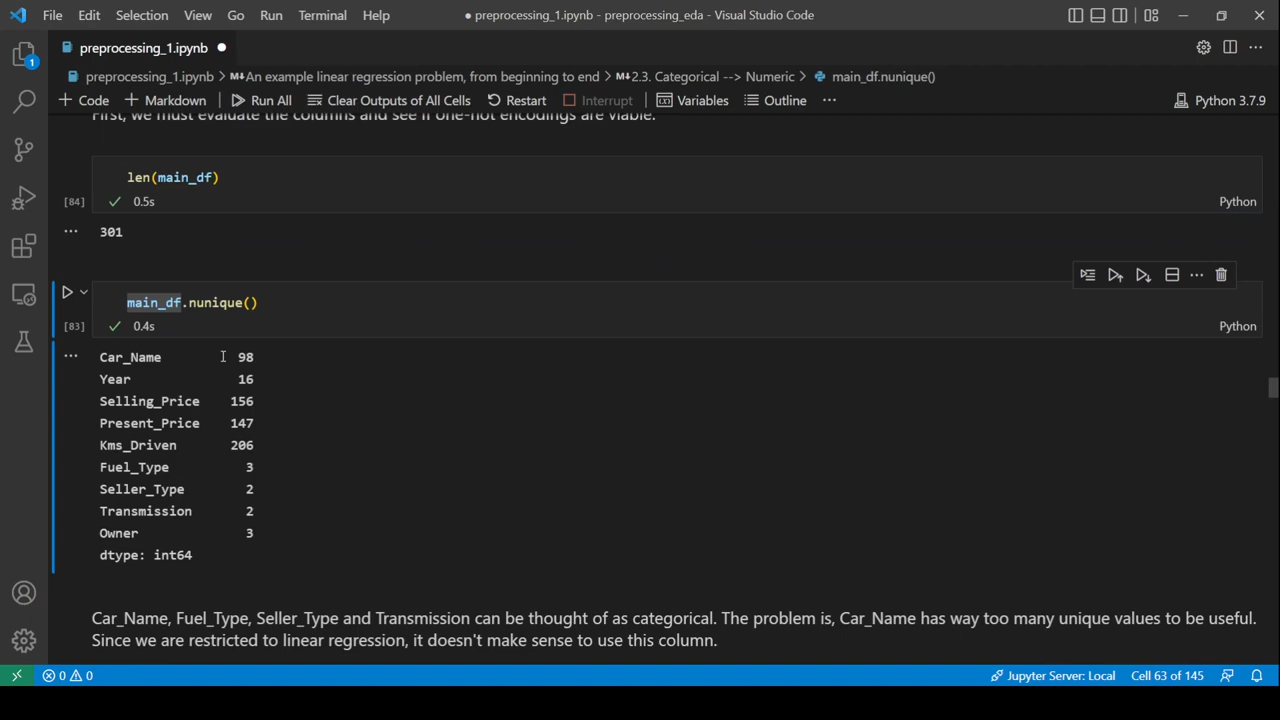 File Edit Selection View Go Run Terminal Help
● preprocessing_1.ipynb - preprocessing_eda - Visual Studio Code
preprocessing_1.ipynb ●
preprocessing_1.ipynb > M↓An example linear regression problem, from beginning to end > M↓2.3. Categorical --> Numeric > main_df.nunique()
+ Code + Markdown Run All Clear Outputs of All Cells Restart Interrupt Variables Outline ··· Python 3.7.9
First, we must evaluate the columns and see if one-hot encodings are viable.
len(main_df)
[84] ✓ 0.5s Python
··· 301
main_df.nunique()
[83] ✓ 0.4s Python
··· Car_Name 98
Year 16
Selling_Price 156
Present_Price 147
Kms_Driven 206
Fuel_Type 3
Seller_Type 2
Transmission 2
Owner 3
dtype: int64
Car_Name, Fuel_Type, Seller_Type and Transmission can be thought of as categorical. The problem is, Car_Name has way too many unique values to be useful.
Since we are restricted to linear regression, it doesn't make sense to use this column.
1
0 0 Jupyter Server: Local Cell 63 of 145